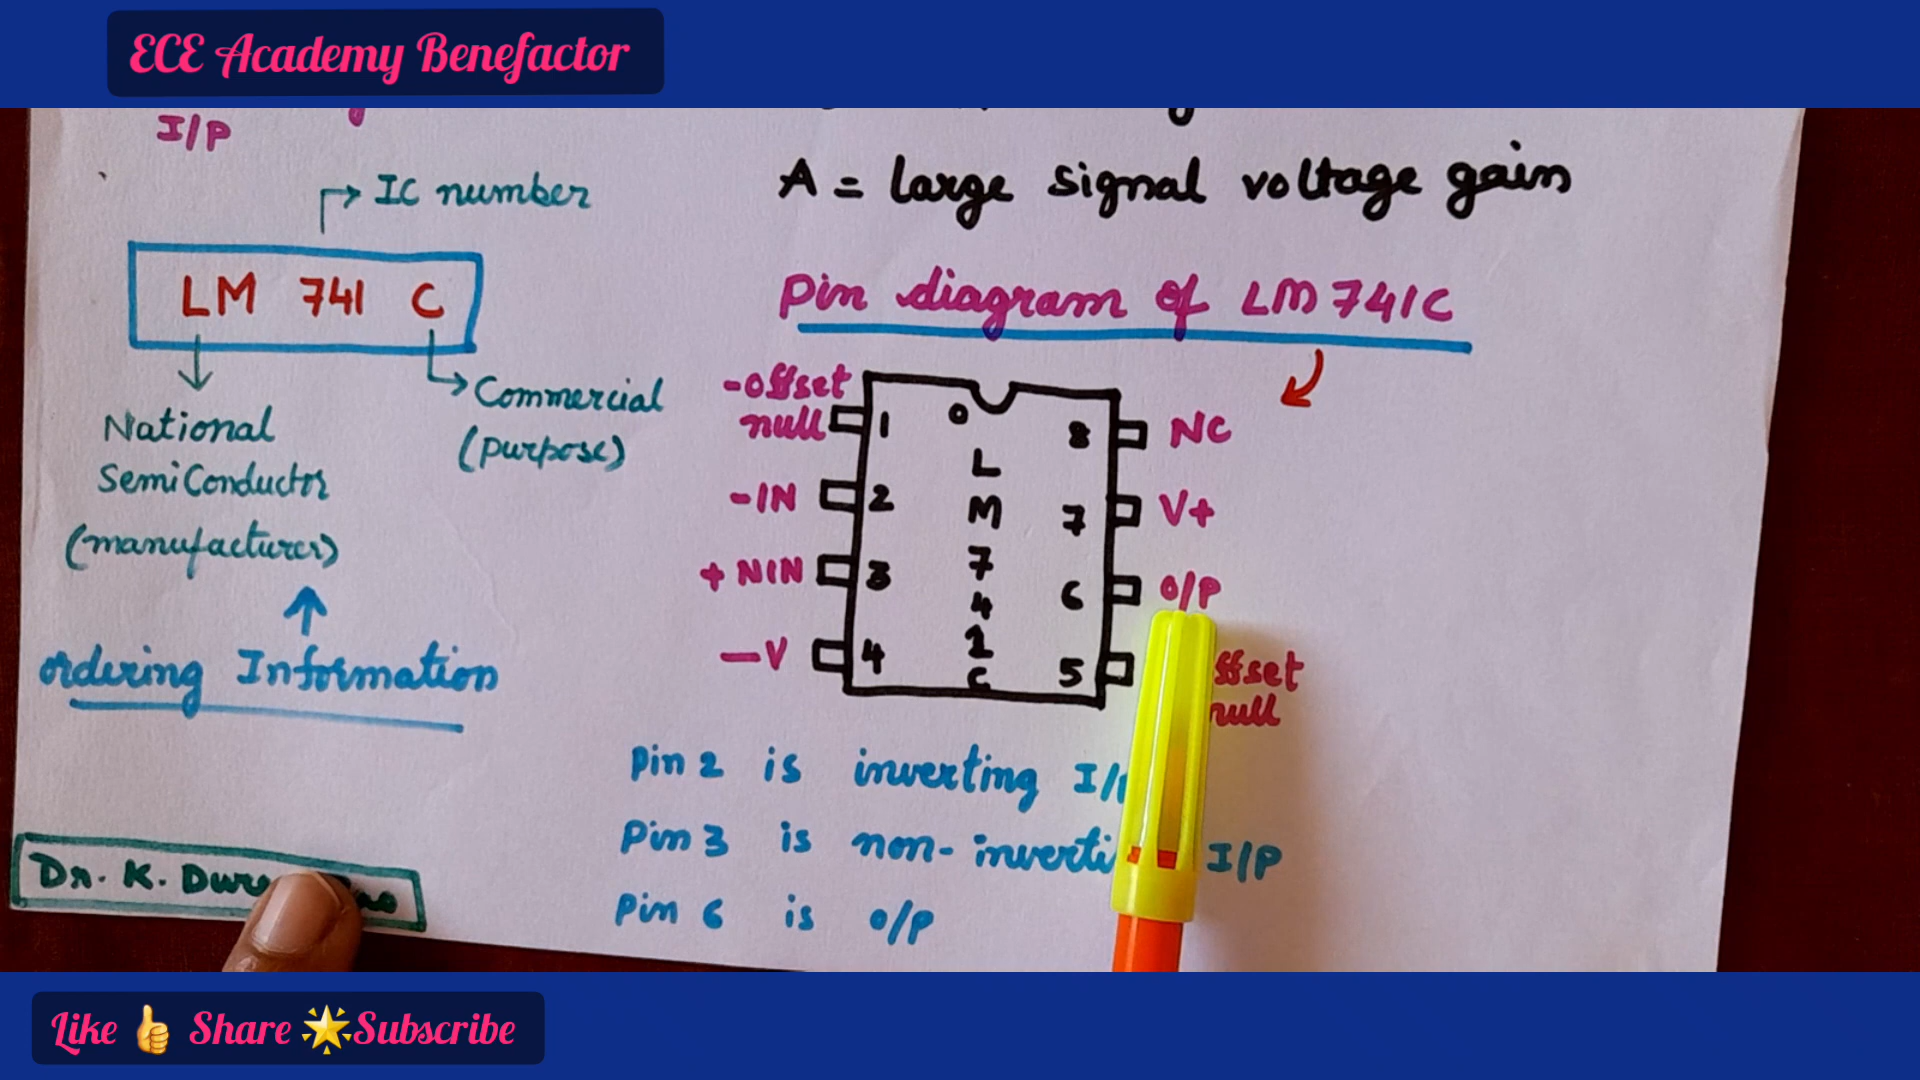 ECE Academy Benefactor
I/P
IC number
LM 741 C
National
SemiConductor
(manufacturer)
Commercial
(purpose)
ordering Information
A = large signal voltage gain
Pin diagram of LM741C
-offset
null
1
8
NC
-IN
2
7
V+
+ NIN
3
6
O/P
-V
4
5
ffset
null
L
M
7
4
1
C
Pin 2 is inverting I/
Pin 3 is non-inverti I/P
Pin 6 is O/P
Dr. K.
Like 👍 Share 🌟Subscribe